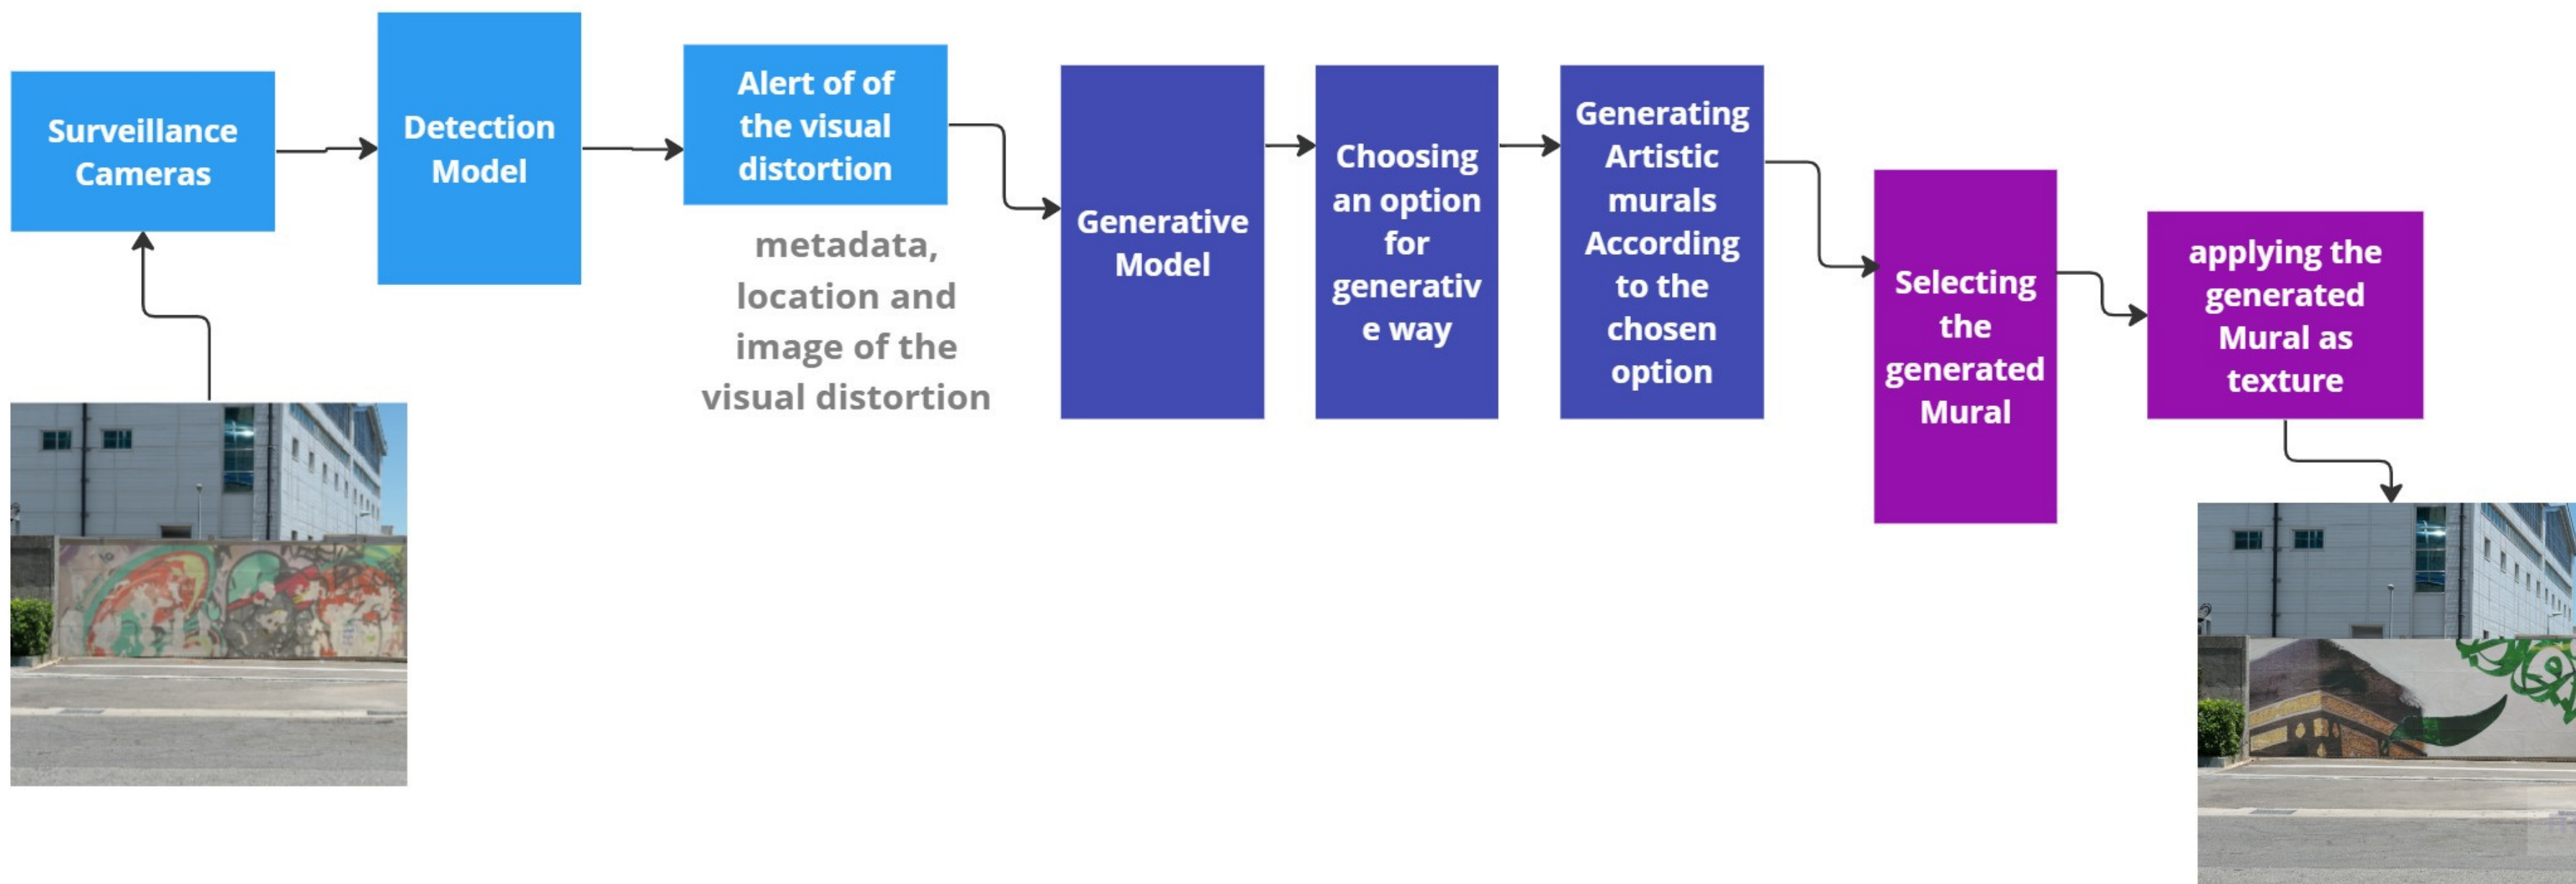 Surveillance
Cameras
Detection
Model
Alert of of
the visual
distortion
metadata,
location and
image of the
visual distortion
Generative
Model
Choosing
an option
for
generativ
e way
Generating
Artistic
murals
According
to the
chosen
option
Selecting
the
generated
Mural
applying the
generated
Mural as
texture